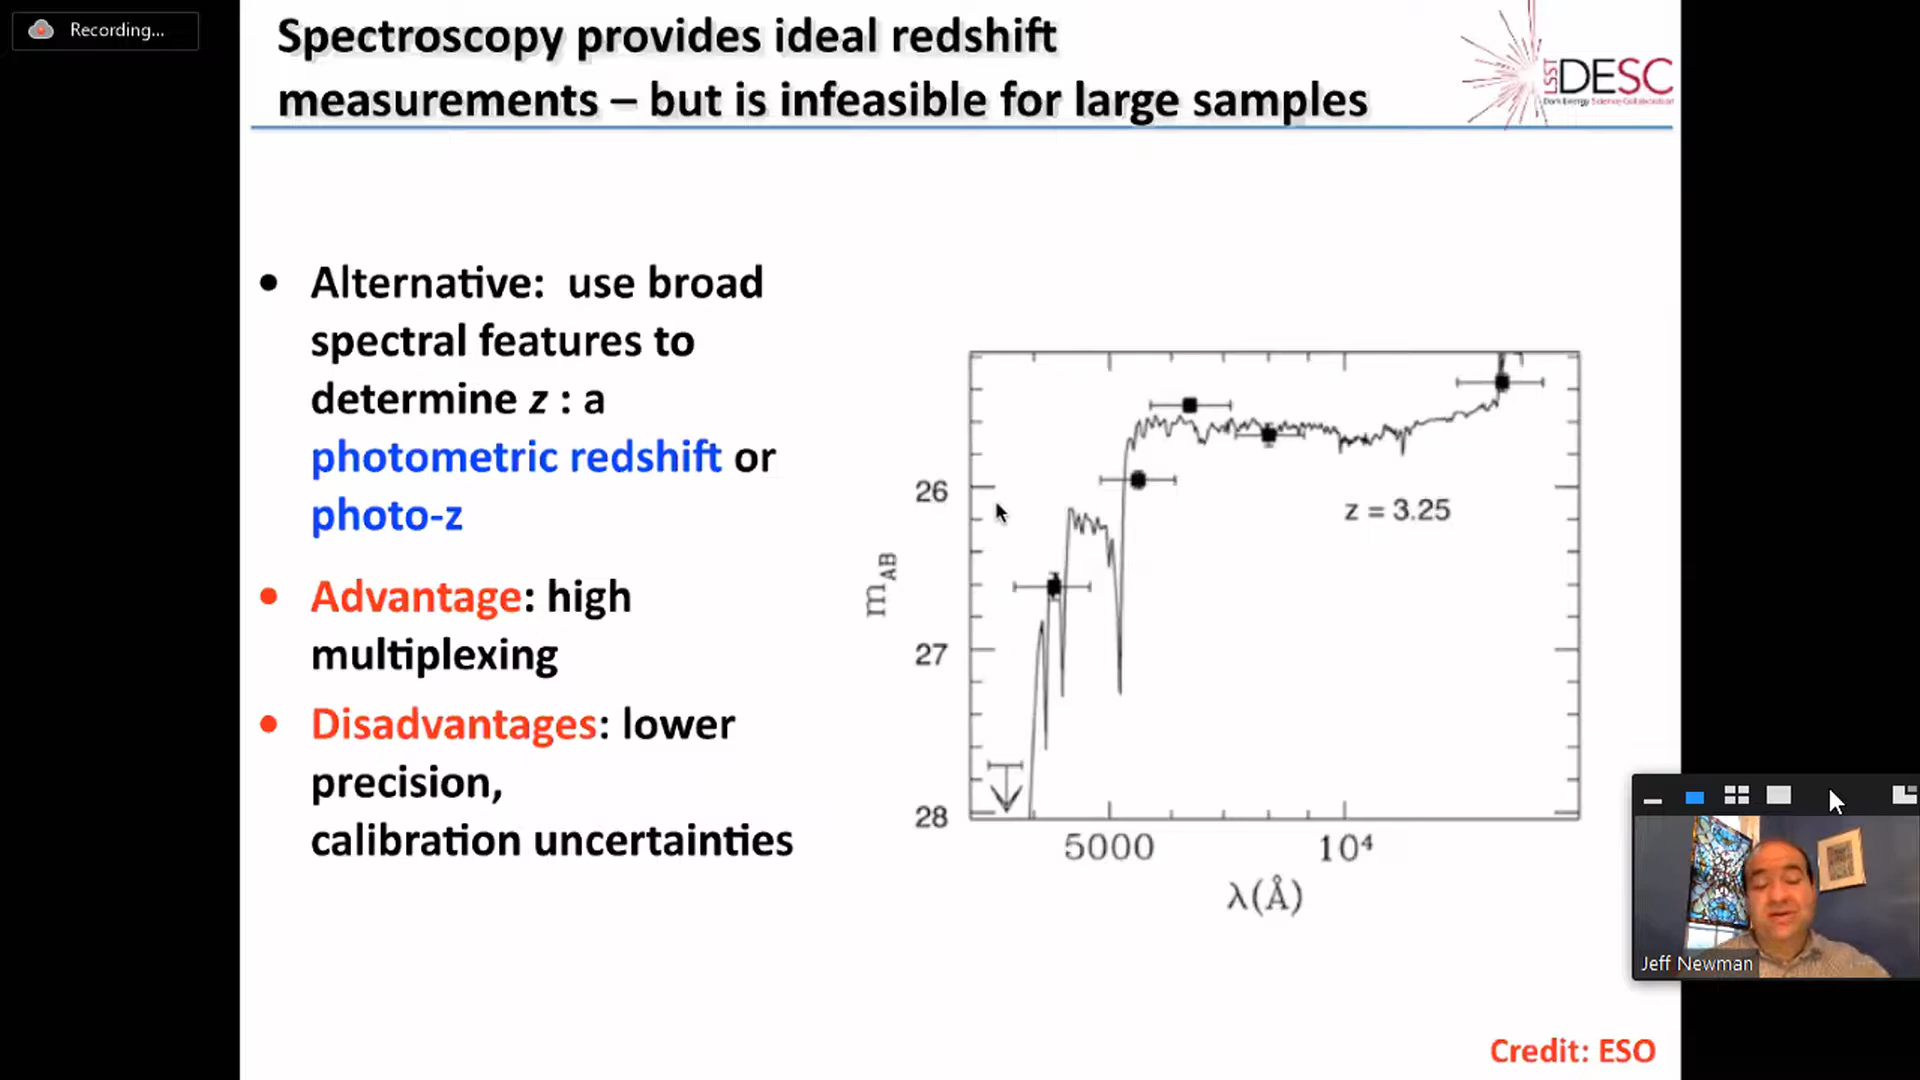 Recording...
Spectroscopy provides ideal redshift
measurements – but is infeasible for large samples
LSST
DESC
Dark Energy Science Collaboration
• Alternative: use broad
spectral features to
determine z : a
photometric redshift or
photo-z
• Advantage: high
multiplexing
• Disadvantages: lower
precision,
calibration uncertainties
26
27
28
m_AB
z = 3.25
5000
10⁴
λ(Å)
Jeff Newman
Credit: ESO